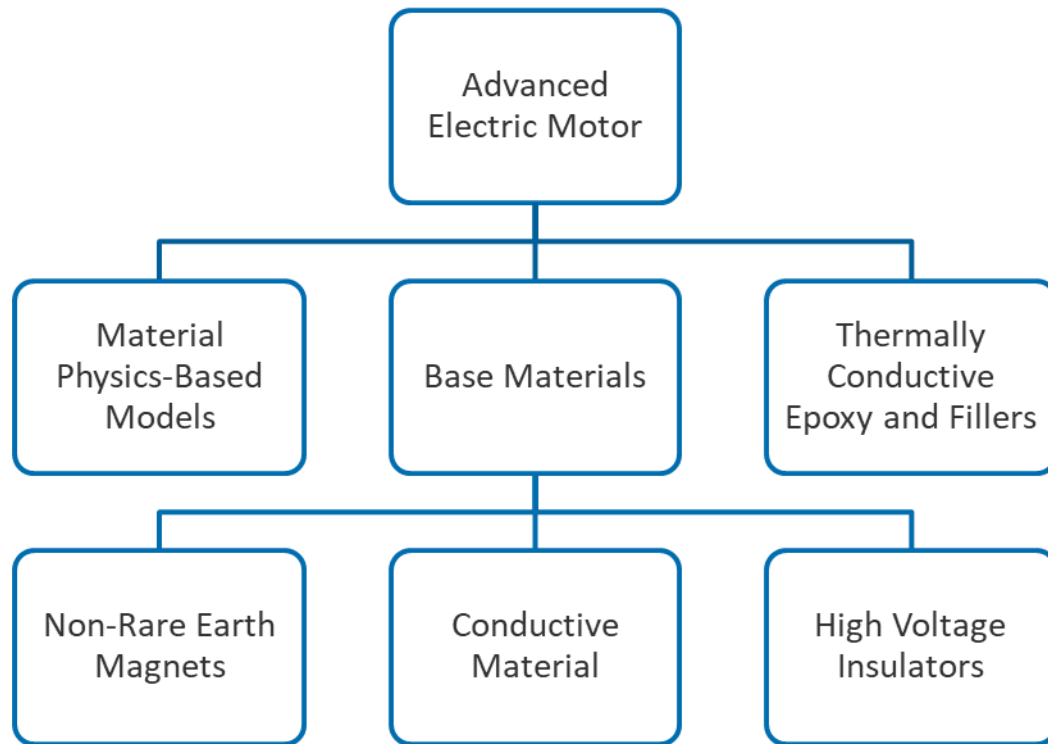 Advanced
Electric Motor
Material
Physics-Based
Models
Base Materials
Thermally
Conductive
Epoxy and Fillers
Non-Rare Earth
Magnets
Conductive
Material
High Voltage
Insulators